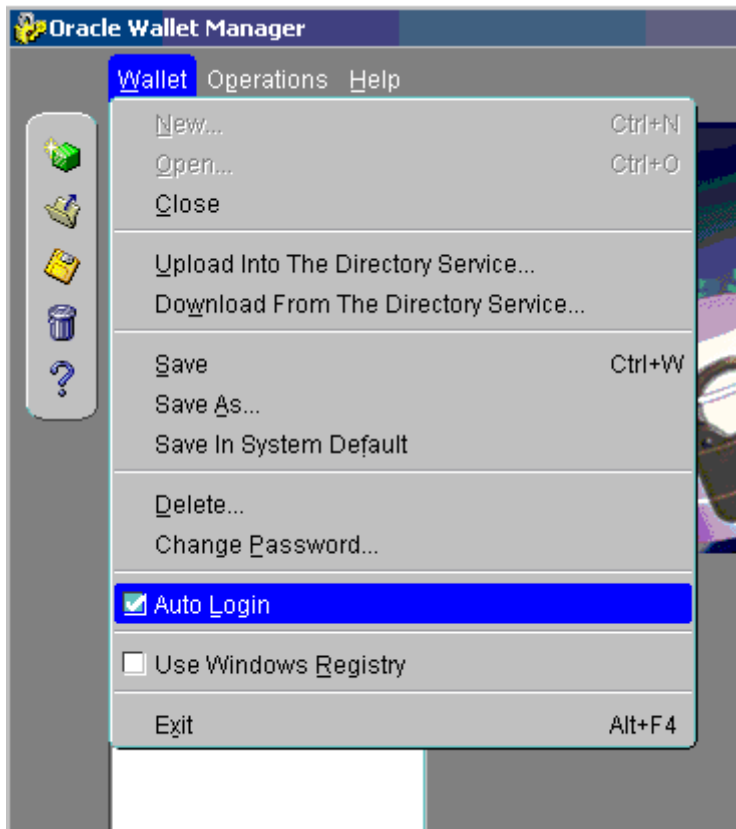 Oracle Wallet Manager
Wallet Operations Help
New... Ctrl+N
Open... Ctrl+O
Close
Upload Into The Directory Service...
Download From The Directory Service...
Save Ctrl+W
Save As...
Save In System Default
Delete...
Change Password...
Auto Login
Use Windows Registry
Exit Alt+F4